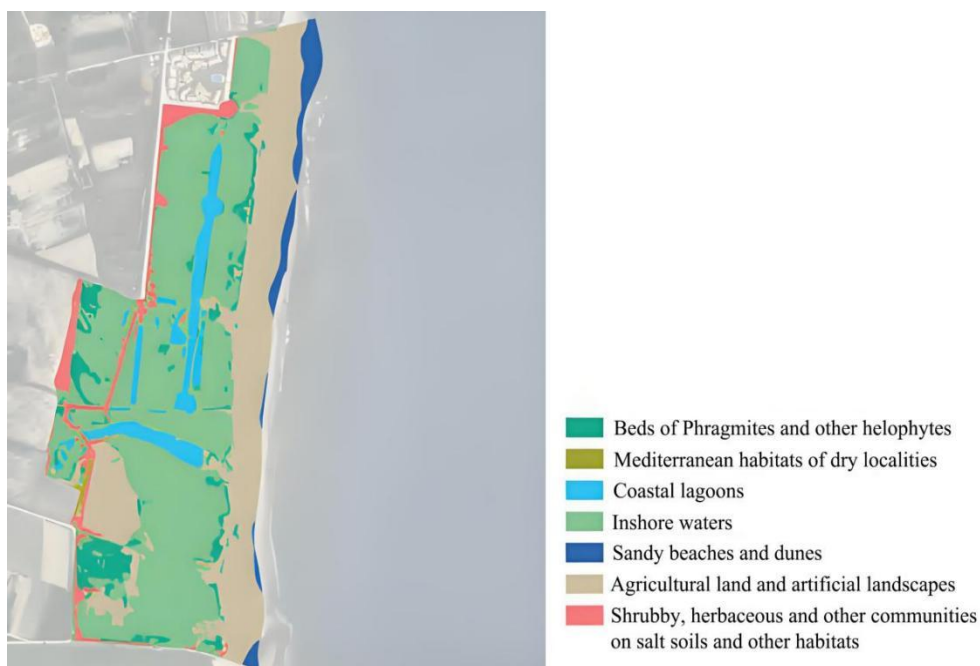 Beds of Phragmites and other helophytes
Mediterranean habitats of dry localities
Coastal lagoons
Inshore waters
Sandy beaches and dunes
Agricultural land and artificial landscapes
Shrubby, herbaceous and other communities
on salt soils and other habitats